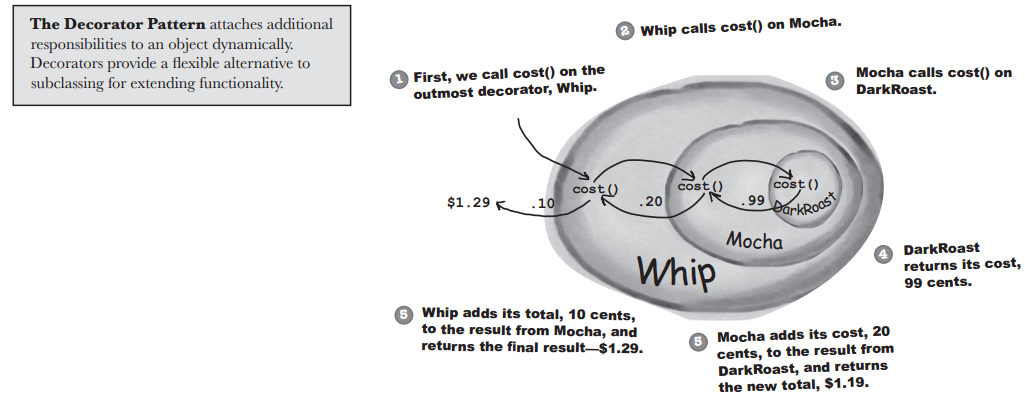 The Decorator Pattern attaches additional
responsibilities to an object dynamically.
Decorators provide a flexible alternative to
subclassing for extending functionality.
2 Whip calls cost() on Mocha.
1 First, we call cost() on the
outmost decorator, Whip.
3 Mocha calls cost() on
DarkRoast.
cost() cost() cost()
$1.29 .10 .20 .99 DarkRoast
Mocha
Whip
4 DarkRoast
returns its cost,
99 cents.
5 Whip adds its total, 10 cents,
to the result from Mocha, and
returns the final result—$1.29.
5 Mocha adds its cost, 20
cents, to the result from
DarkRoast, and returns
the new total, $1.19.